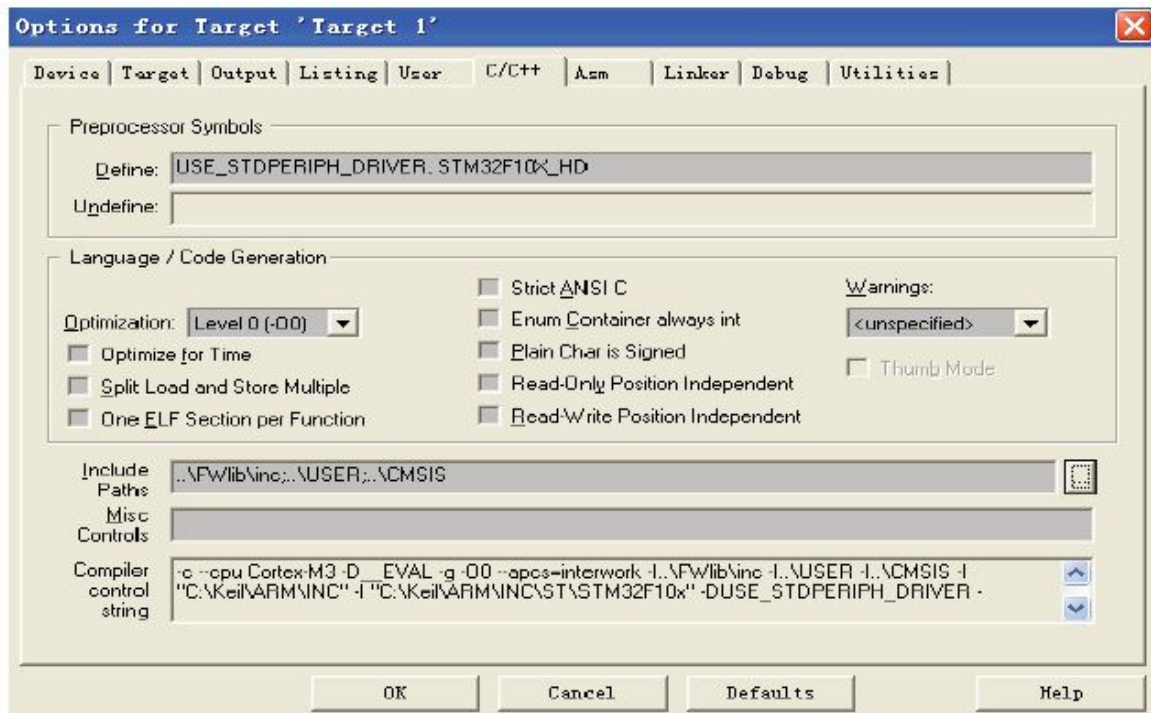 Options for Target 'Target 1'
Device Target Output Listing User C/C++ Asm Linker Debug Utilities
Preprocessor Symbols
Define: USE_STDPERIPH_DRIVER, STM32F10X_HD
Undefine:
Language / Code Generation
Strict ANSI C Warnings:
Optimization: Level 0 (-O0) Enum Container always int <unspecified>
Optimize for Time Plain Char is Signed Thumb Mode
Split Load and Store Multiple Read-Only Position Independent
One ELF Section per Function Read-Write Position Independent
Include Paths ..\FWlib\inc;..\USER;..\CMSIS
Misc Controls
Compiler control string -c --cpu Cortex-M3 -D__EVAL -g -O0 --apcs=interwork -I..\FWlib\inc -I..\USER -I..\CMSIS -I
"C:\Keil\ARM\INC" -I "C:\Keil\ARM\INC\ST\STM32F10x" -DUSE_STDPERIPH_DRIVER -
OK Cancel Defaults Help